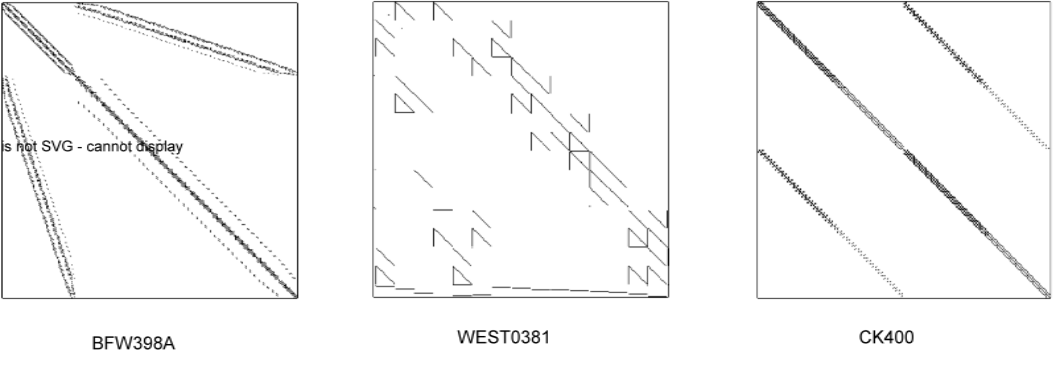 is not SVG - cannot display
BFW398A
WEST0381
CK400